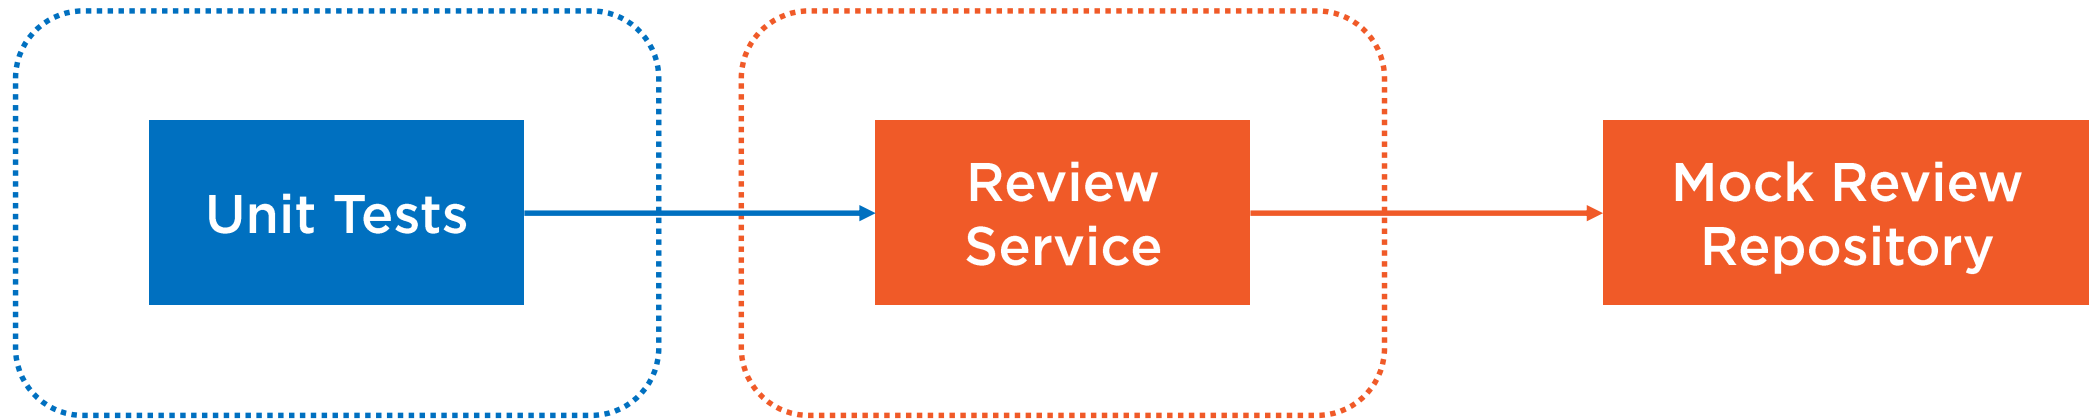 Unit Tests
Review
Service
Mock Review
Repository